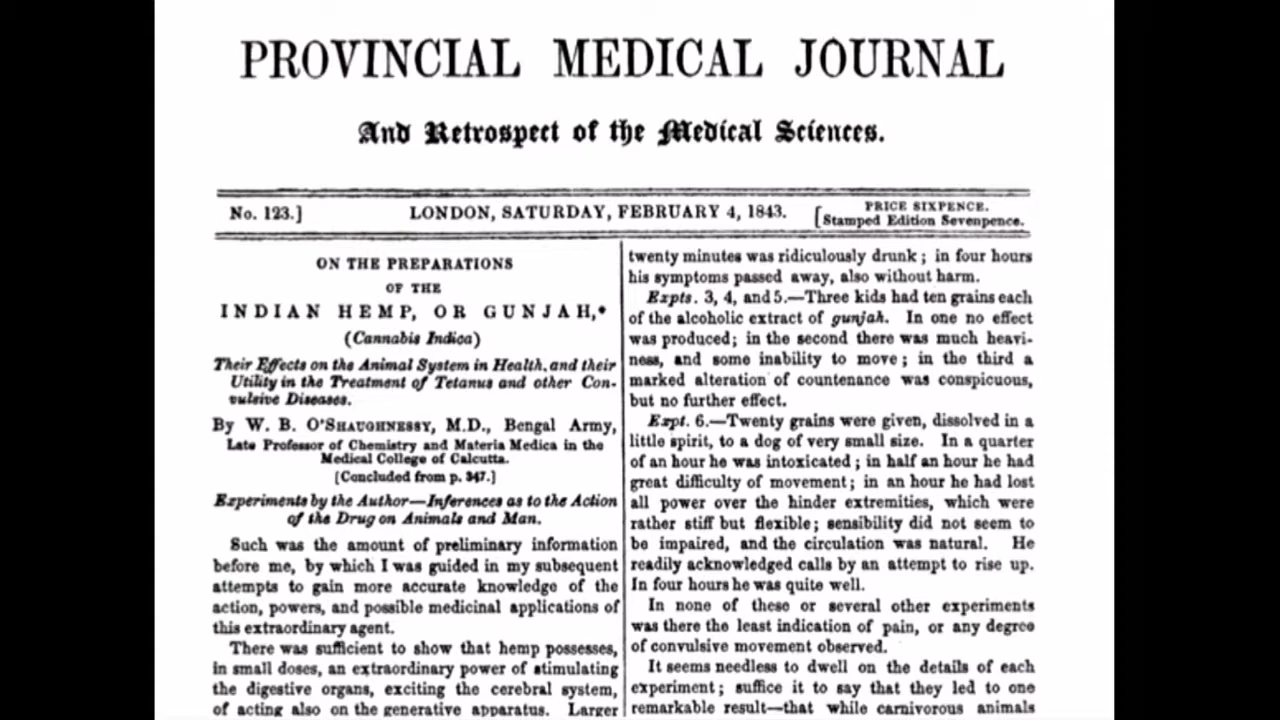 PROVINCIAL MEDICAL JOURNAL
And Retrospect of the Medical Sciences.
No. 123.]
LONDON, SATURDAY, FEBRUARY 4, 1843.
[PRICE SIXPENCE.
Stamped Edition Sevenpence.
ON THE PREPARATIONS
OF THE
INDIAN HEMP, OR GUNJAH,*
(Cannabis Indica)
Their Effects on the Animal System in Health, and their
Utility in the Treatment of Tetanus and other Con-
vulsive Diseases.
By W. B. O'SHAUGHNESSY, M.D., Bengal Army,
Late Professor of Chemistry and Materia Medica in the
Medical College of Calcutta.
[Concluded from p. 347.]
Experiments by the Author—Inferences as to the Action
of the Drug on Animals and Man.
Such was the amount of preliminary information
before me, by which I was guided in my subsequent
attempts to gain more accurate knowledge of the
action, powers, and possible medicinal applications of
this extraordinary agent.
There was sufficient to show that hemp possesses,
in small doses, an extraordinary power of stimulating
the digestive organs, exciting the cerebral system,
of acting also on the generative apparatus. Larger
twenty minutes was ridiculously drunk; in four hours
his symptoms passed away, also without harm.
Expts. 3, 4, and 5.—Three kids had ten grains each
of the alcoholic extract of gunjah. In one no effect
was produced; in the second there was much heavi-
ness, and some inability to move; in the third a
marked alteration of countenance was conspicuous,
but no further effect.
Expt. 6.—Twenty grains were given, dissolved in a
little spirit, to a dog of very small size. In a quarter
of an hour he was intoxicated; in half an hour he had
great difficulty of movement; in an hour he had lost
all power over the hinder extremities, which were
rather stiff but flexible; sensibility did not seem to
be impaired, and the circulation was natural. He
readily acknowledged calls by an attempt to rise up.
In four hours he was quite well.
In none of these or several other experiments
was there the least indication of pain, or any degree
of convulsive movement observed.
It seems needless to dwell on the details of each
experiment; suffice it to say that they led to one
remarkable result—that while carnivorous animals